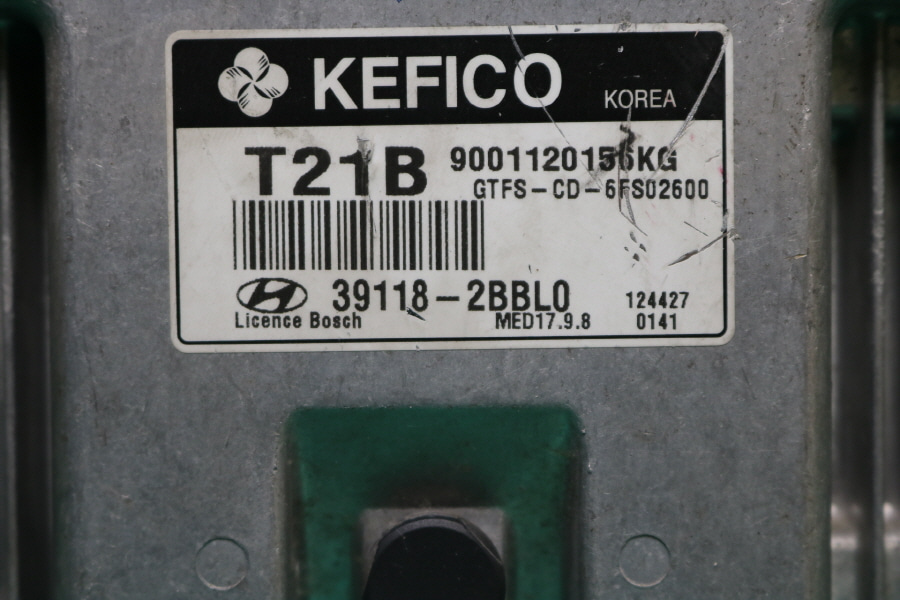 KEFICO
KOREA
T21B
9001120156KG
GTFS-CD-6FS02600
39118-2BBL0
124427
Licence Bosch
MED17.9.8
0141